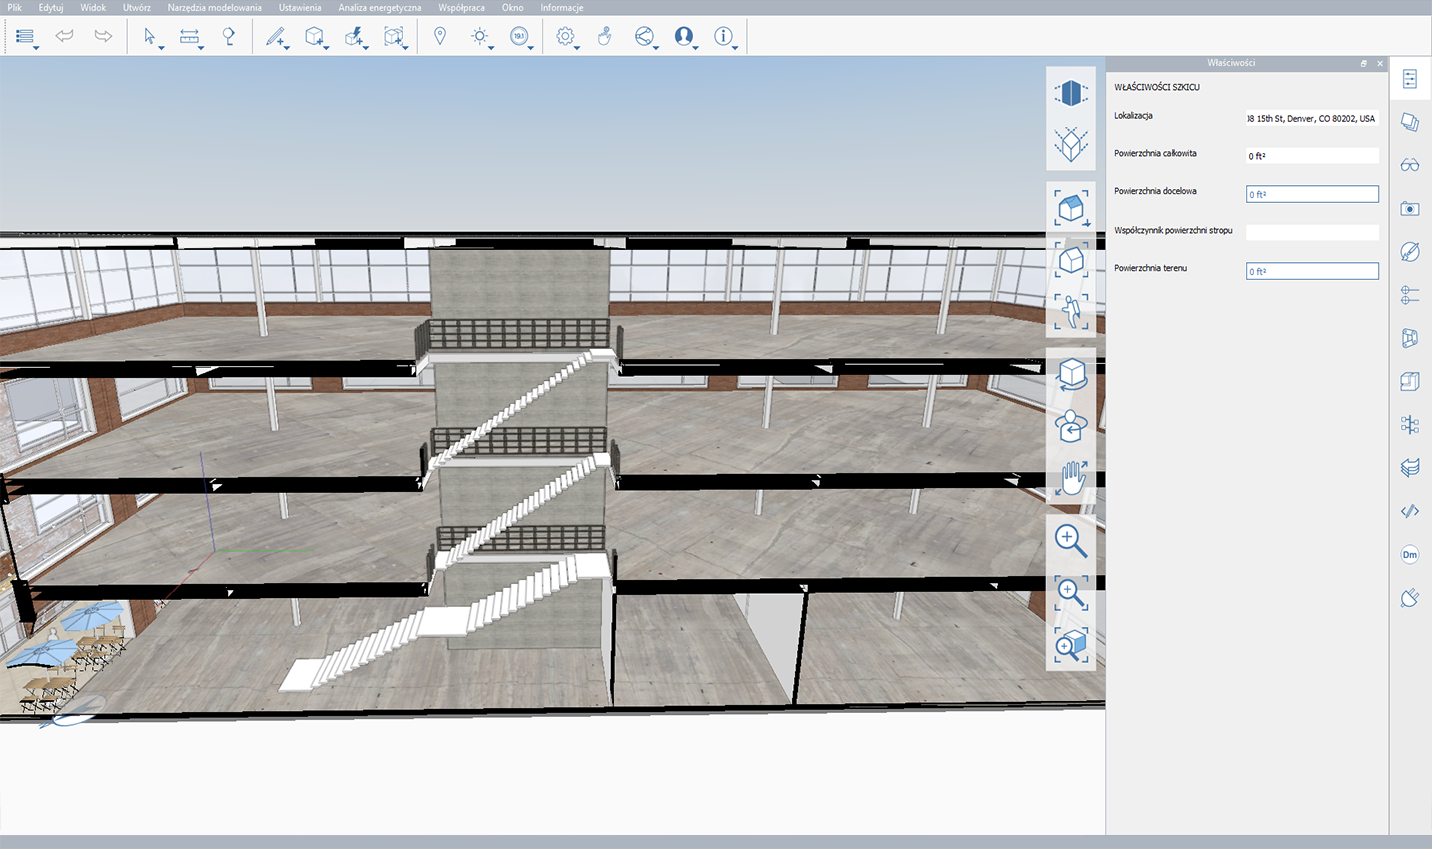 Plik Edytuj Widok Utwórz Narzędzia modelowania Ustawienia Analiza energetyczna Współpraca Okno Informacje
Właściwości
WŁAŚCIWOŚCI SZKICU
Lokalizacja
8 15th St, Denver, CO 80202, USA
Powierzchnia całkowita
0 ft²
Powierzchnia docelowa
0 ft²
Współczynnik powierzchni stropu
Powierzchnia terenu
0 ft²
Dm